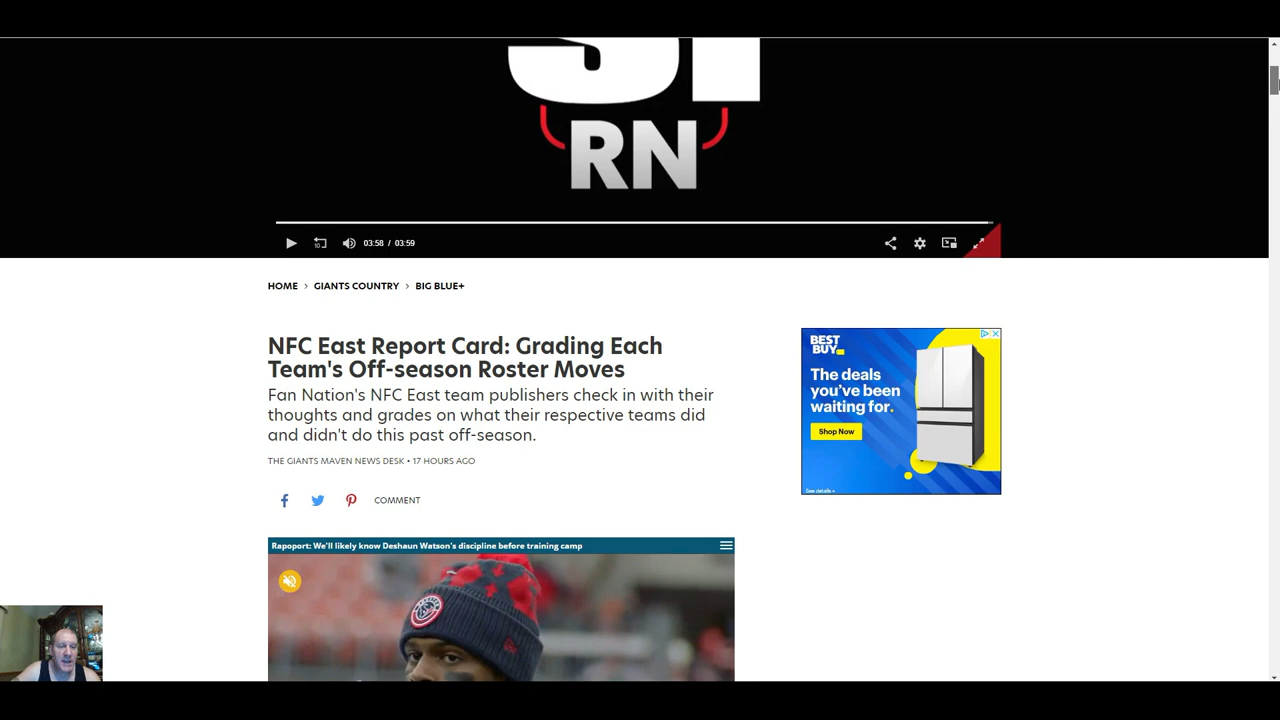 SI
RN
10
03:58 / 03:59
HOME > GIANTS COUNTRY > BIG BLUE+
NFC East Report Card: Grading Each
Team's Off-season Roster Moves
Fan Nation's NFC East team publishers check in with their
thoughts and grades on what their respective teams did
and didn't do this past off-season.
THE GIANTS MAVEN NEWS DESK • 17 HOURS AGO
COMMENT
BEST
BUY
The deals
you've been
waiting for.
Shop Now
See details »
Rapoport: We'll likely know Deshaun Watson's discipline before training camp